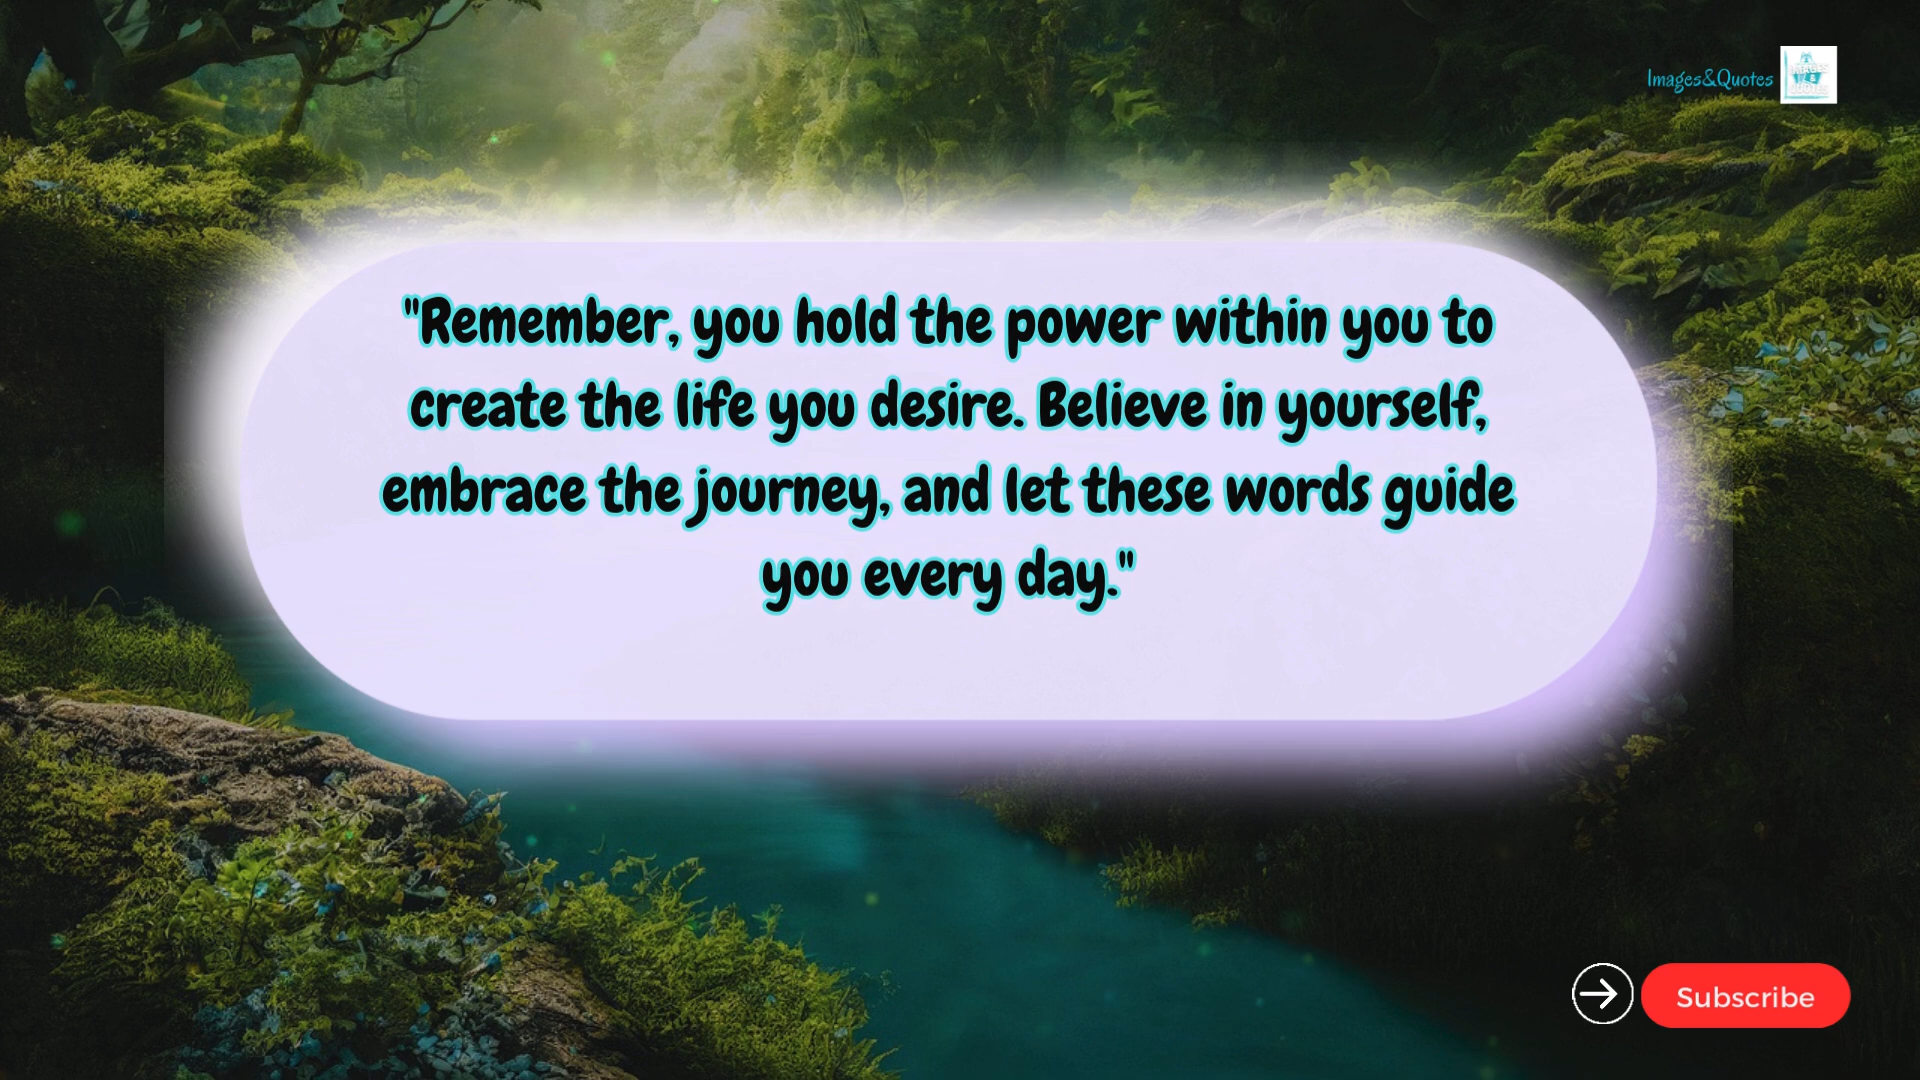 Images&Quotes
"Remember, you hold the power within you to
create the life you desire. Believe in yourself,
embrace the journey, and let these words guide
you every day."
Subscribe